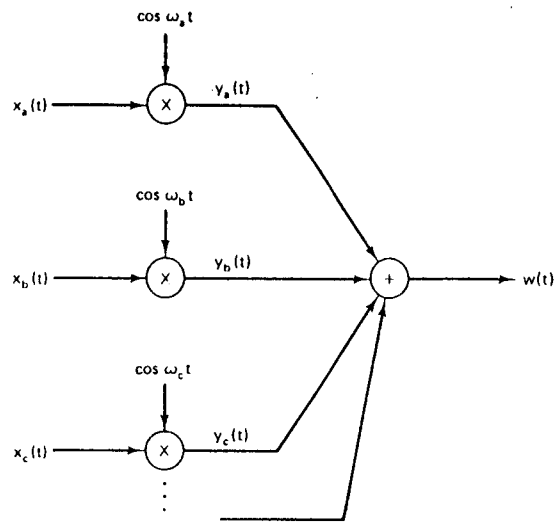 cos ωₐt
xₐ(t)
X
yₐ(t)
cos ω_b t
x_b(t)
X
y_b(t)
+
w(t)
cos ω_c t
x_c(t)
X
y_c(t)